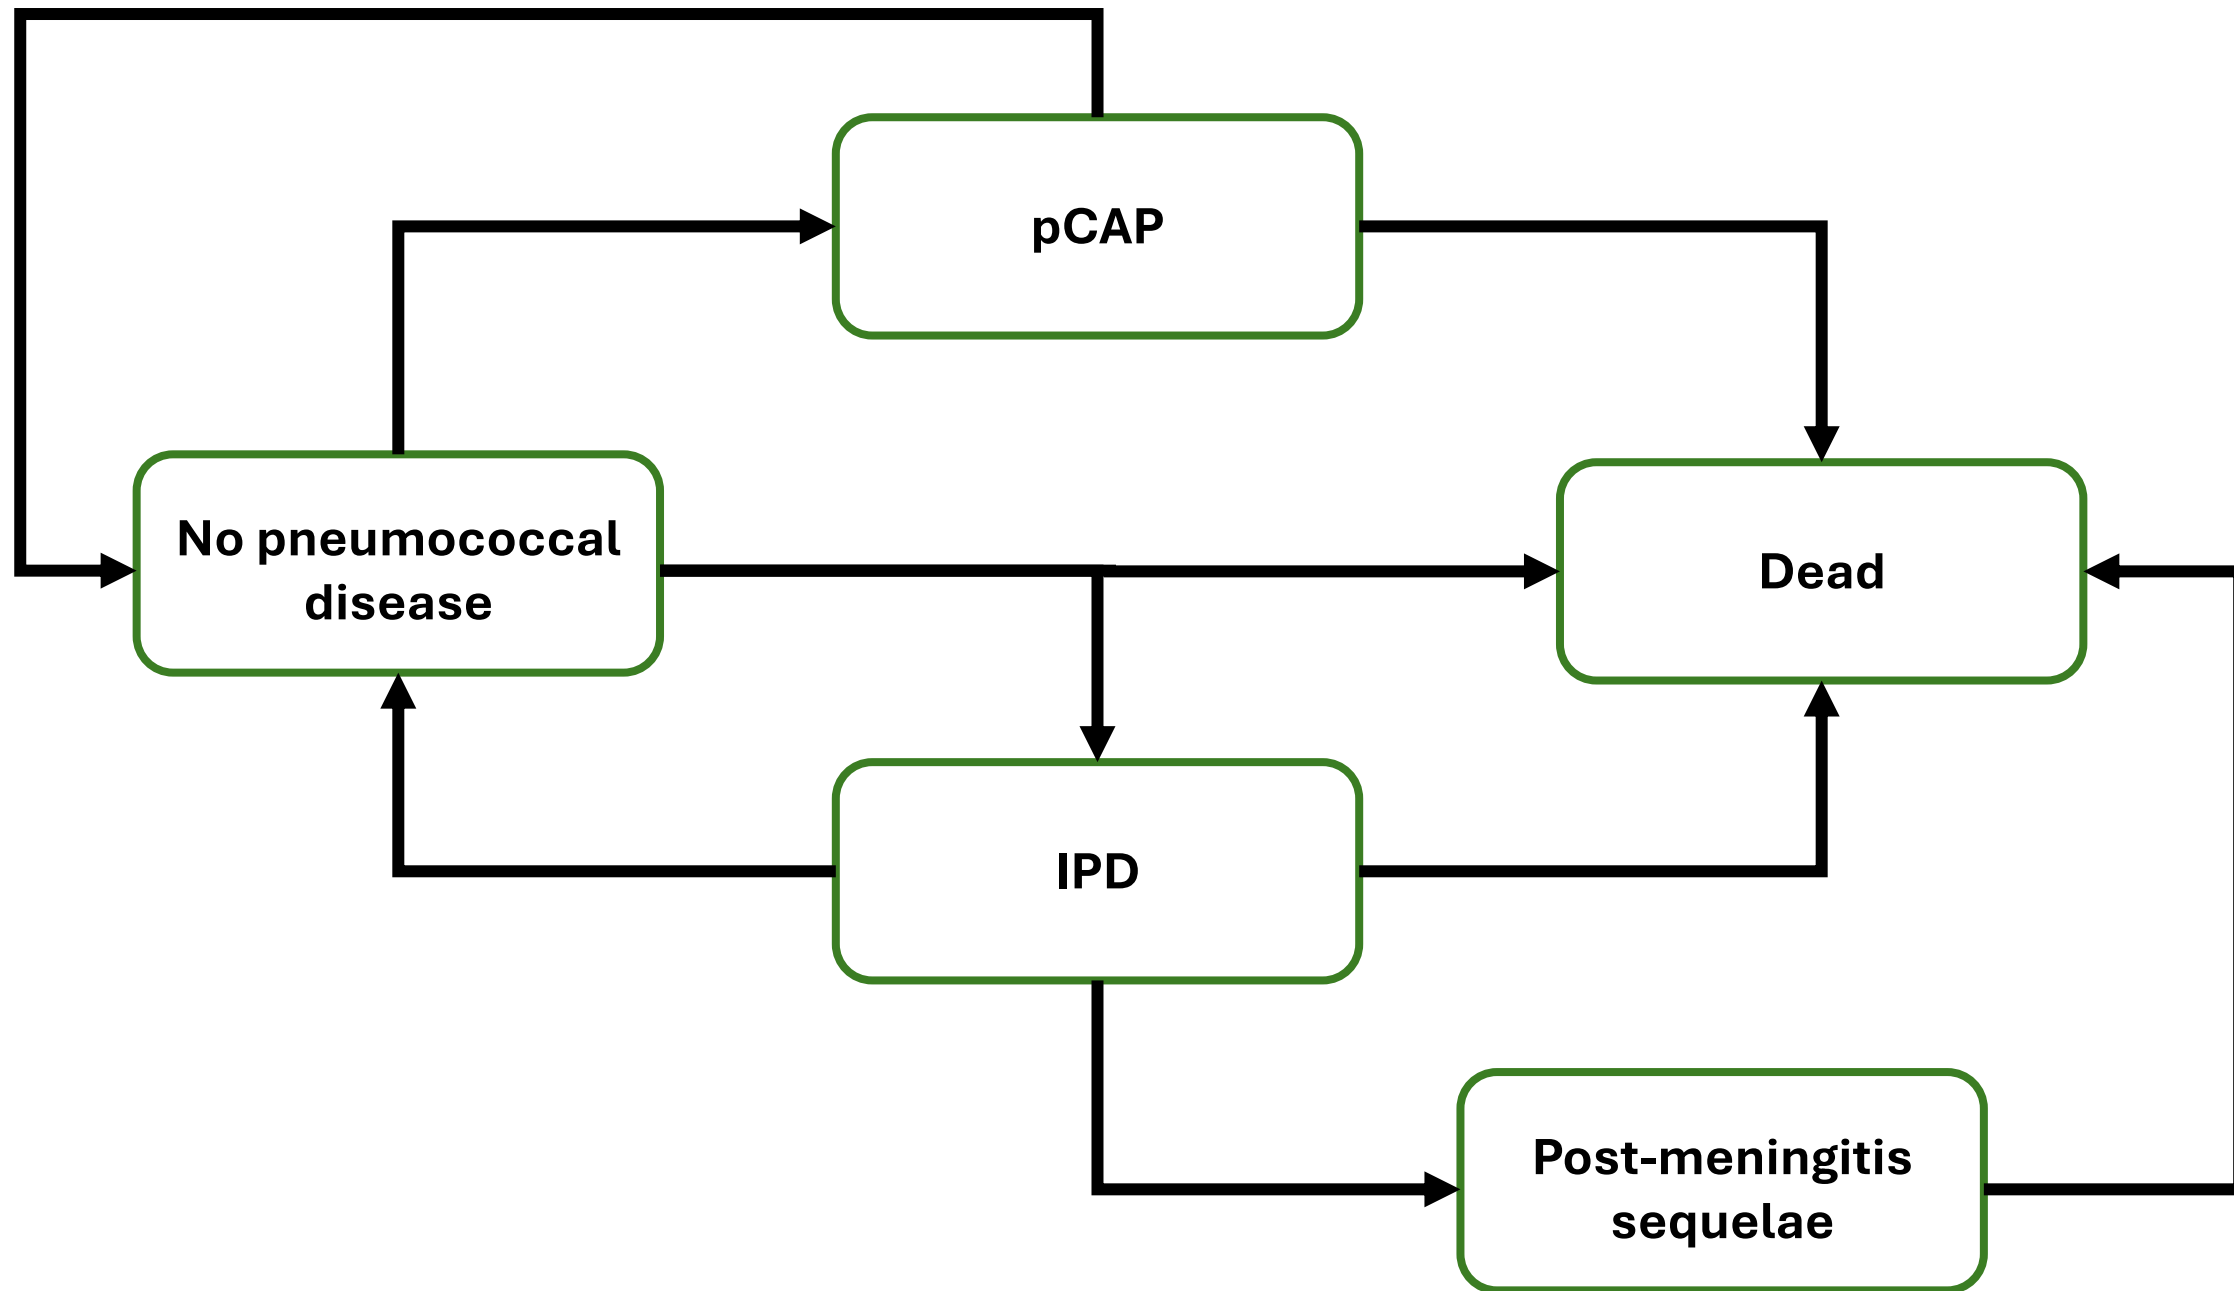 pCAP
No pneumococcal
disease
Dead
IPD
Post-meningitis
sequelae